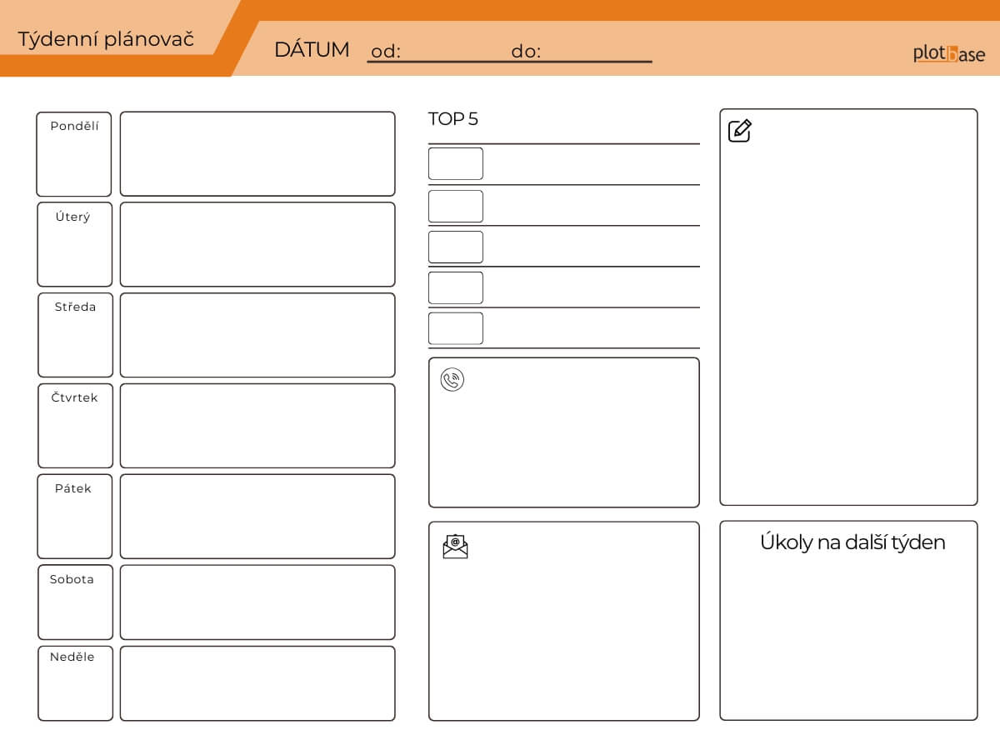 Týdenní plánovač
DÁTUM od: do:
plotbase
Pondělí
Úterý
Středa
Čtvrtek
Pátek
Sobota
Neděle
TOP 5
@
Úkoly na další týden